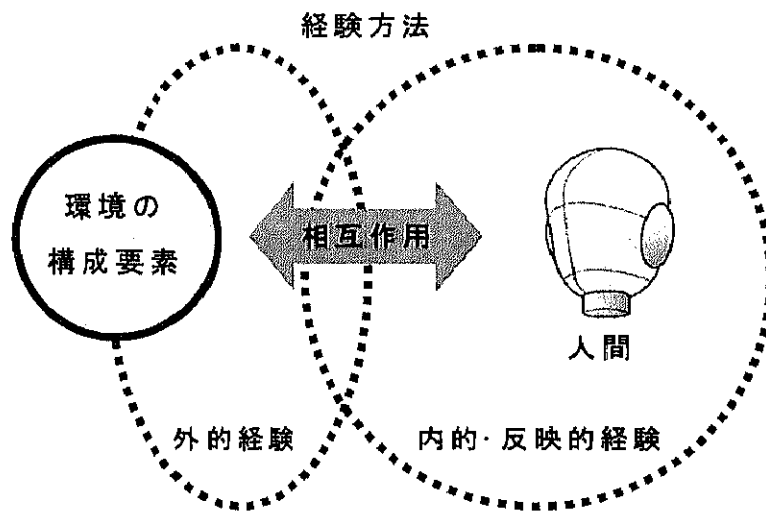 経験方法
環境の
構成要素
相互作用
人間
外的経験
内的・反映的経験